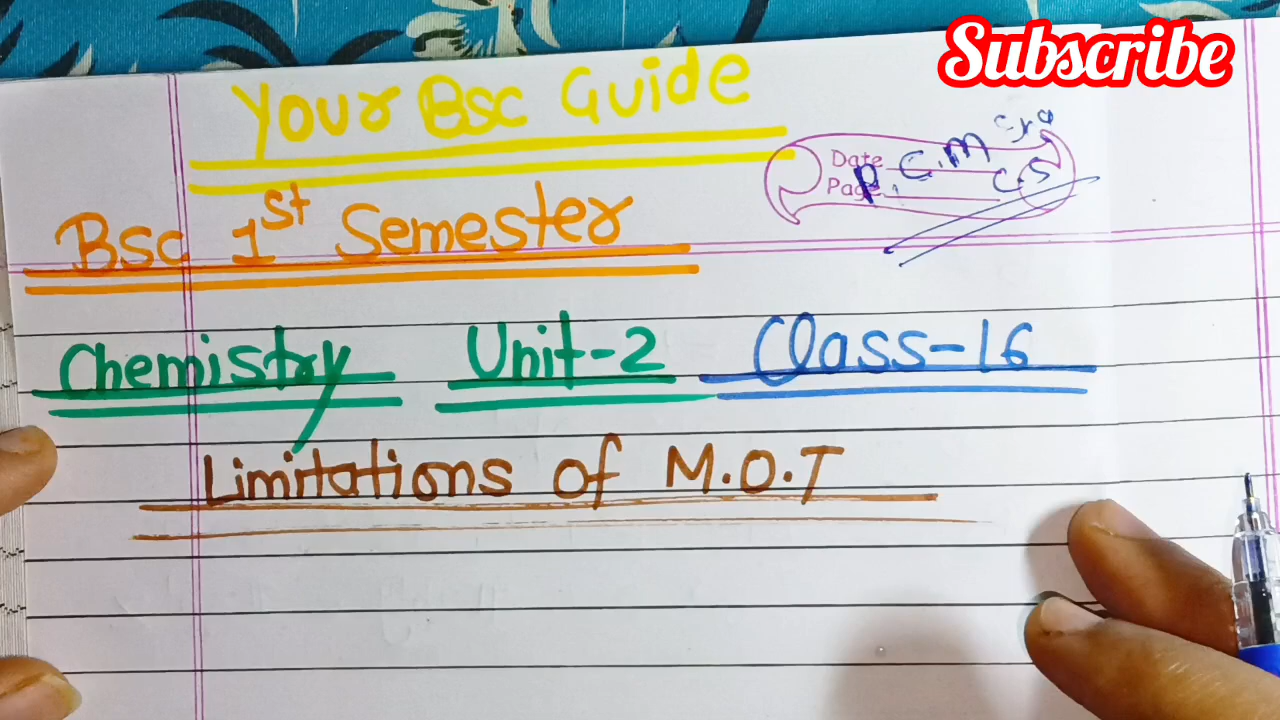 Subscribe
Your Bsc Guide
Date
Page
P.C.M
C.S
Bsc 1st Semester
Chemistry Unit-2 Class-16
Limitations of M.O.T